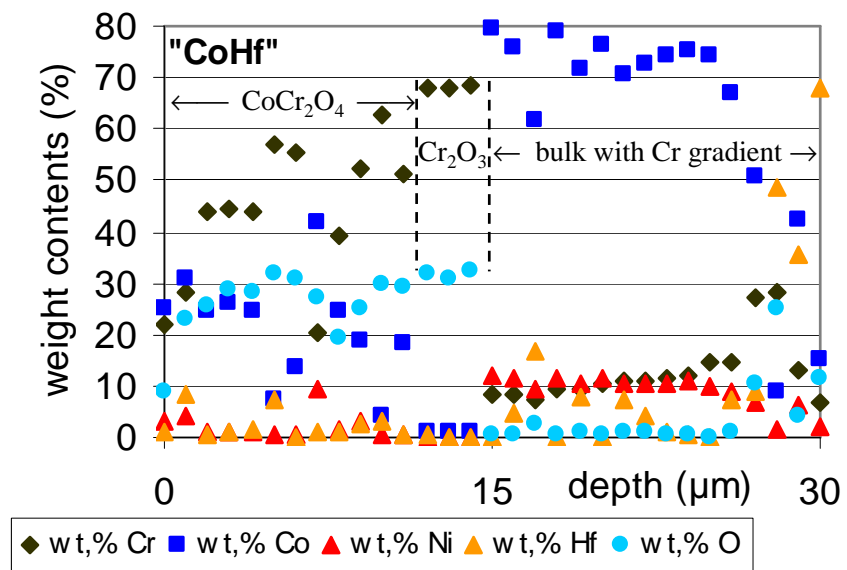 80
70
60
50
40
30
20
10
0
weight contents (%)
"CoHf"
← CoCr₂O₄ →
Cr₂O₃
← bulk with Cr gradient →
0
15
depth (μm)
30
wt,% Cr
wt,% Co
wt,% Ni
wt,% Hf
wt,% O